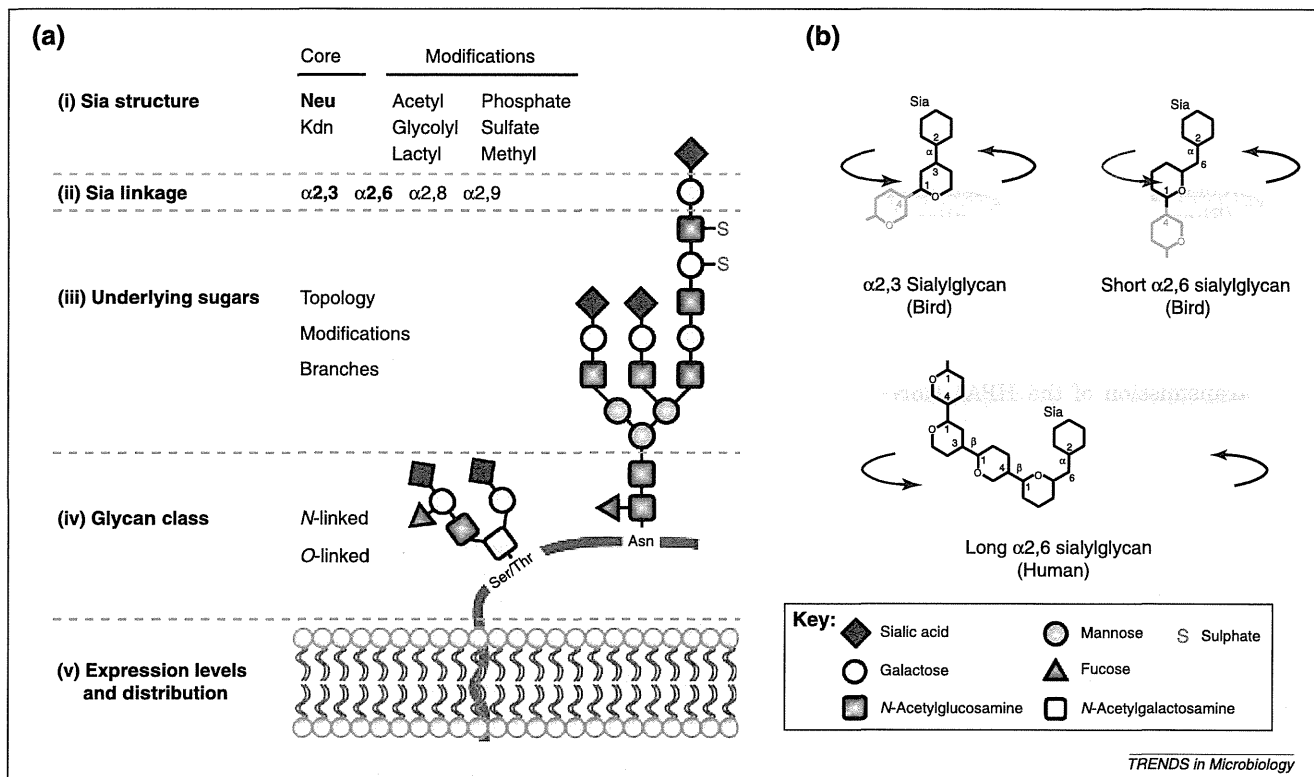 (a)
Core Modifications
(i) Sia structure
Neu Acetyl Phosphate
Kdn Glycolyl Sulfate
Lactyl Methyl
(ii) Sia linkage
α2,3 α2,6 α2,8 α2,9
S
S
(iii) Underlying sugars
Topology
Modifications
Branches
(iv) Glycan class
N-linked
O-linked
Ser/Thr
Asn
(v) Expression levels
and distribution
(b)
Sia
2
α
3
1
4
O
O
α2,3 Sialylglycan
(Bird)
Sia
2
α
6
O
1
4
O
Short α2,6 sialylglycan
(Bird)
transmission of the
O
1
4
O
1
3
β
1
O
4
β
O
1
Sia
2
α
6
Long α2,6 sialylglycan
(Human)
Key:
Sialic acid
Mannose
S Sulphate
Galactose
Fucose
N-Acetylglucosamine
N-Acetylgalactosamine
TRENDS in Microbiology